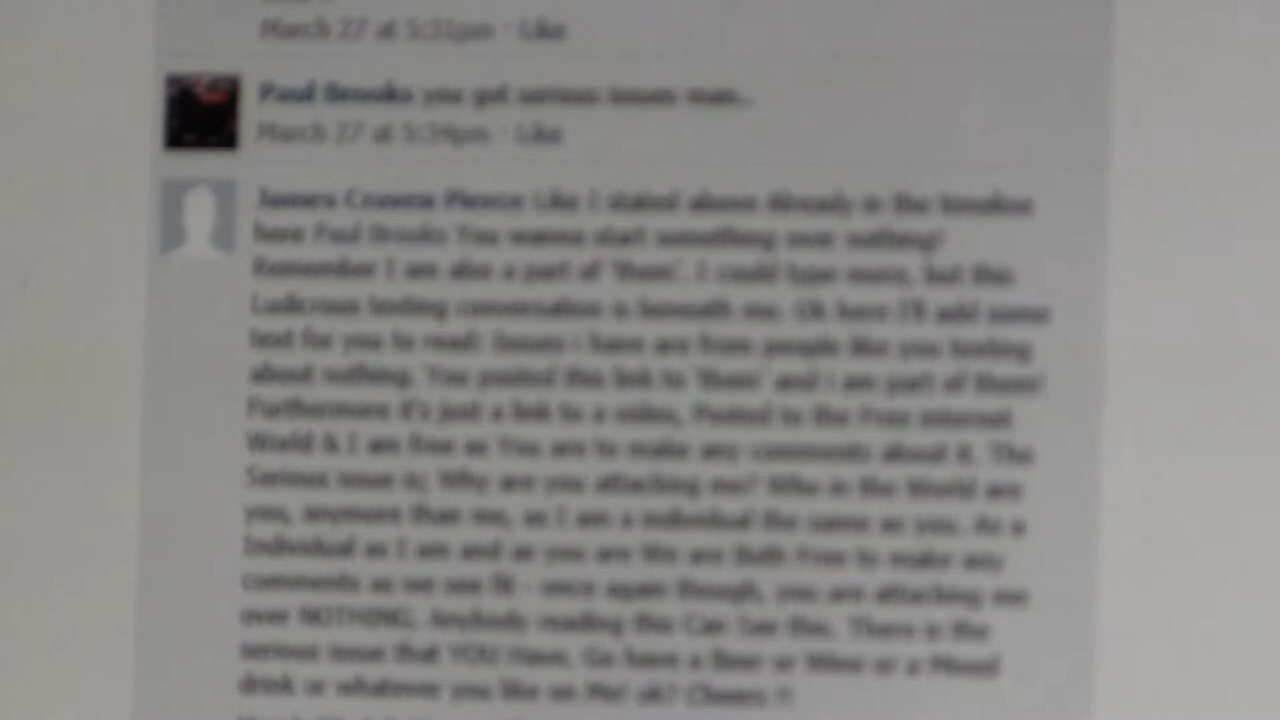 March 27 at 5:31pm · Like
Paul Brooks you got serious issues man..
March 27 at 5:34pm · Like
James Craven Pierce Like I stated above Already in the timeline
here Paul Brooks You wanna start something over nothing!
Remember I am also a part of 'them'. I could type more, but this
Ludicrous texting conversation is beneath me. Ok here I'll add some
text for you to read: Issues i have are from people like you texting
about nothing. You posted this link to 'them' and i am part of them!
Furthermore it's just a link to a video, Posted to the Free internet
World & I am free as You are to make any comments about it. The
Serious issue is; Why are you attacking me? Who in the World are
you, anymore than me, as I am a individual the same as you. As a
Individual as I am and as you are We are Both Free to make any
comments as we see fit - once again though, you are attacking me
over NOTHING. Anybody reading this Can See this. There is the
serious issue that YOU Have. Go have a Beer or Wine or a Mixed
drink or whatever you like on Me! ok? Cheers !!